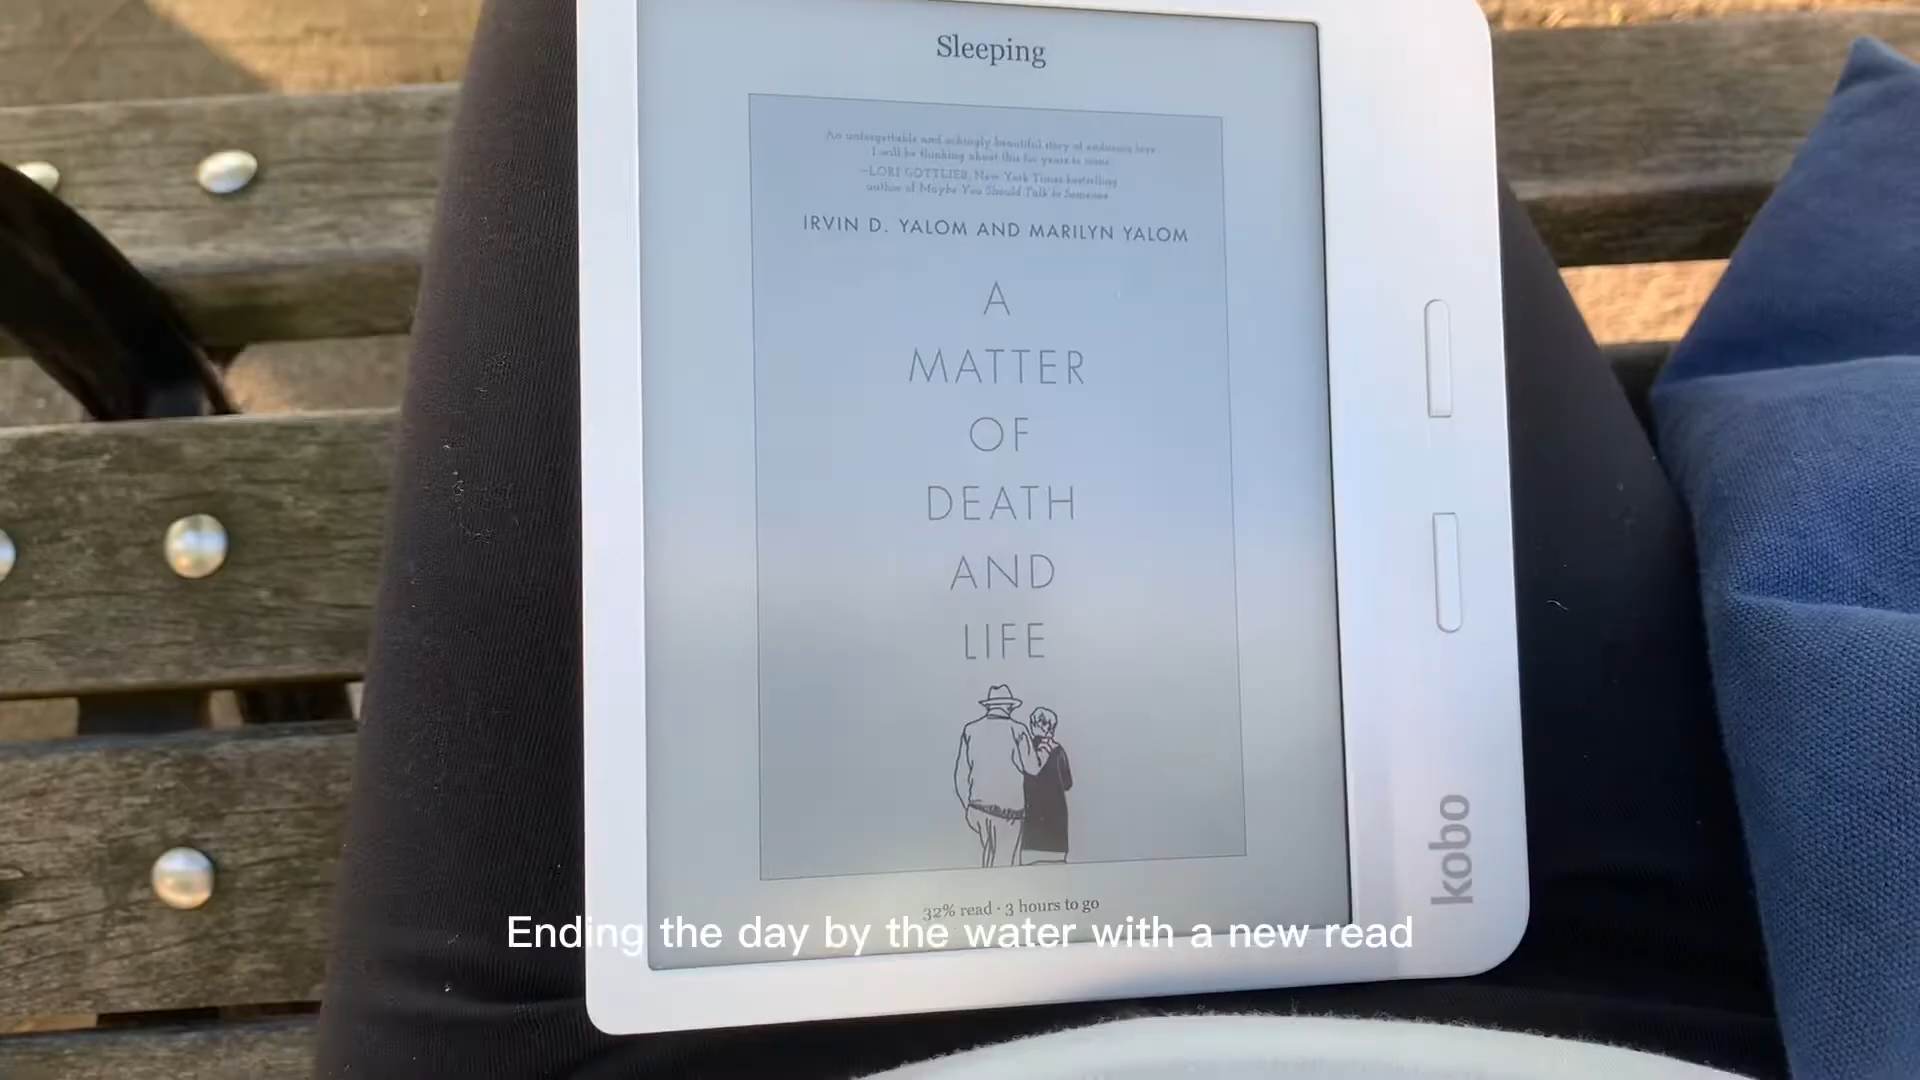 Sleeping
An unforgettable and achingly beautiful story of enduring love
I will be thinking about this for years to come
—LORI GOTTLIEB, New York Times bestselling
author of Maybe You Should Talk to Someone
IRVIN D. YALOM AND MARILYN YALOM
A
MATTER
OF
DEATH
AND
LIFE
32% read · 3 hours to go
Ending the day by the water with a new read
kobo